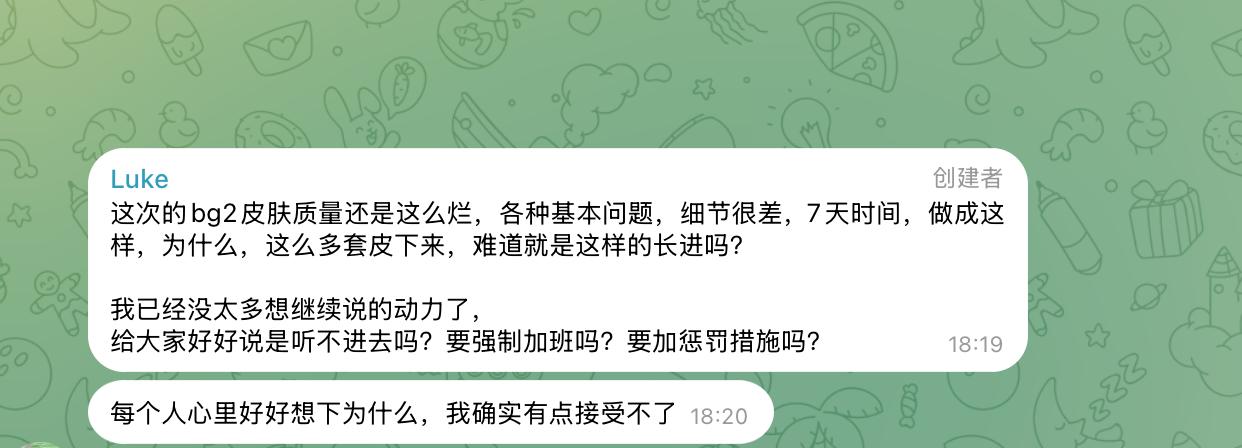 Luke 创建者
这次的bg2皮肤质量还是这么烂，各种基本问题，细节很差，7天时间，做成这
样，为什么，这么多套皮下来，难道就是这样的长进吗？
我已经没太多想继续说的动力了，
给大家好好说是听不进去吗？要强制加班吗？要加惩罚措施吗？ 18:19
每个人心里好好想下为什么，我确实有点接受不了 18:20